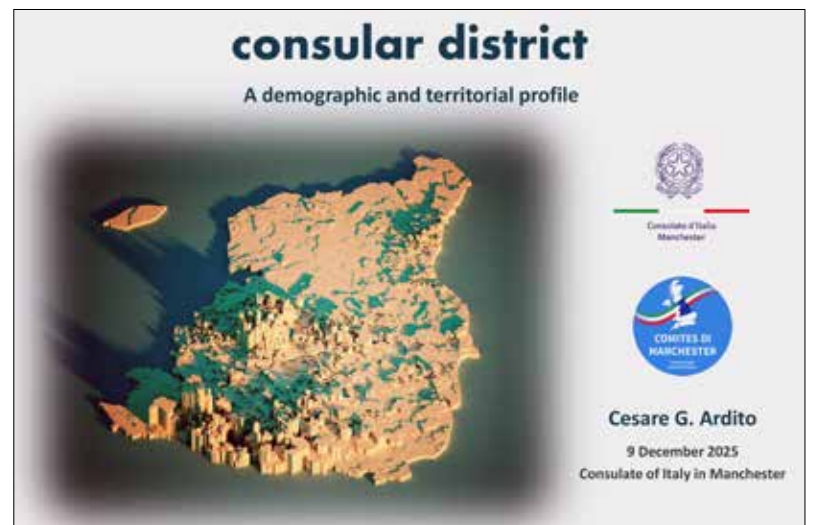 consular district
A demographic and territorial profile
Consolato d'Italia
Manchester
COMITES DI
MANCHESTER
Cesare G. Ardito
9 December 2025
Consulate of Italy in Manchester